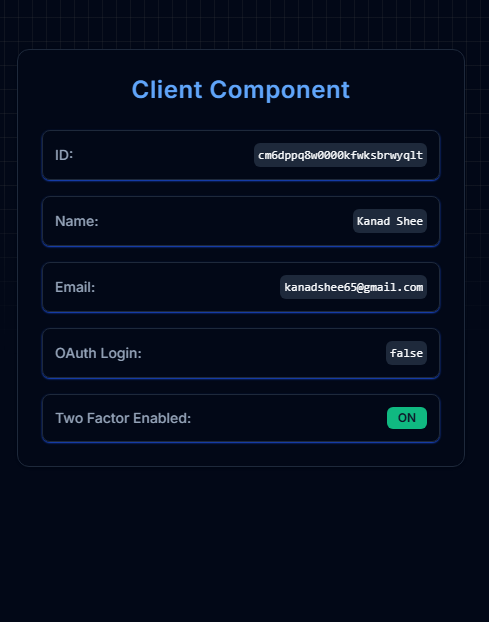 Client Component
ID: cm6dppq8w0000kfwksbrwyqlt
Name: Kanad Shee
Email: kanadshee65@gmail.com
OAuth Login: false
Two Factor Enabled: ON